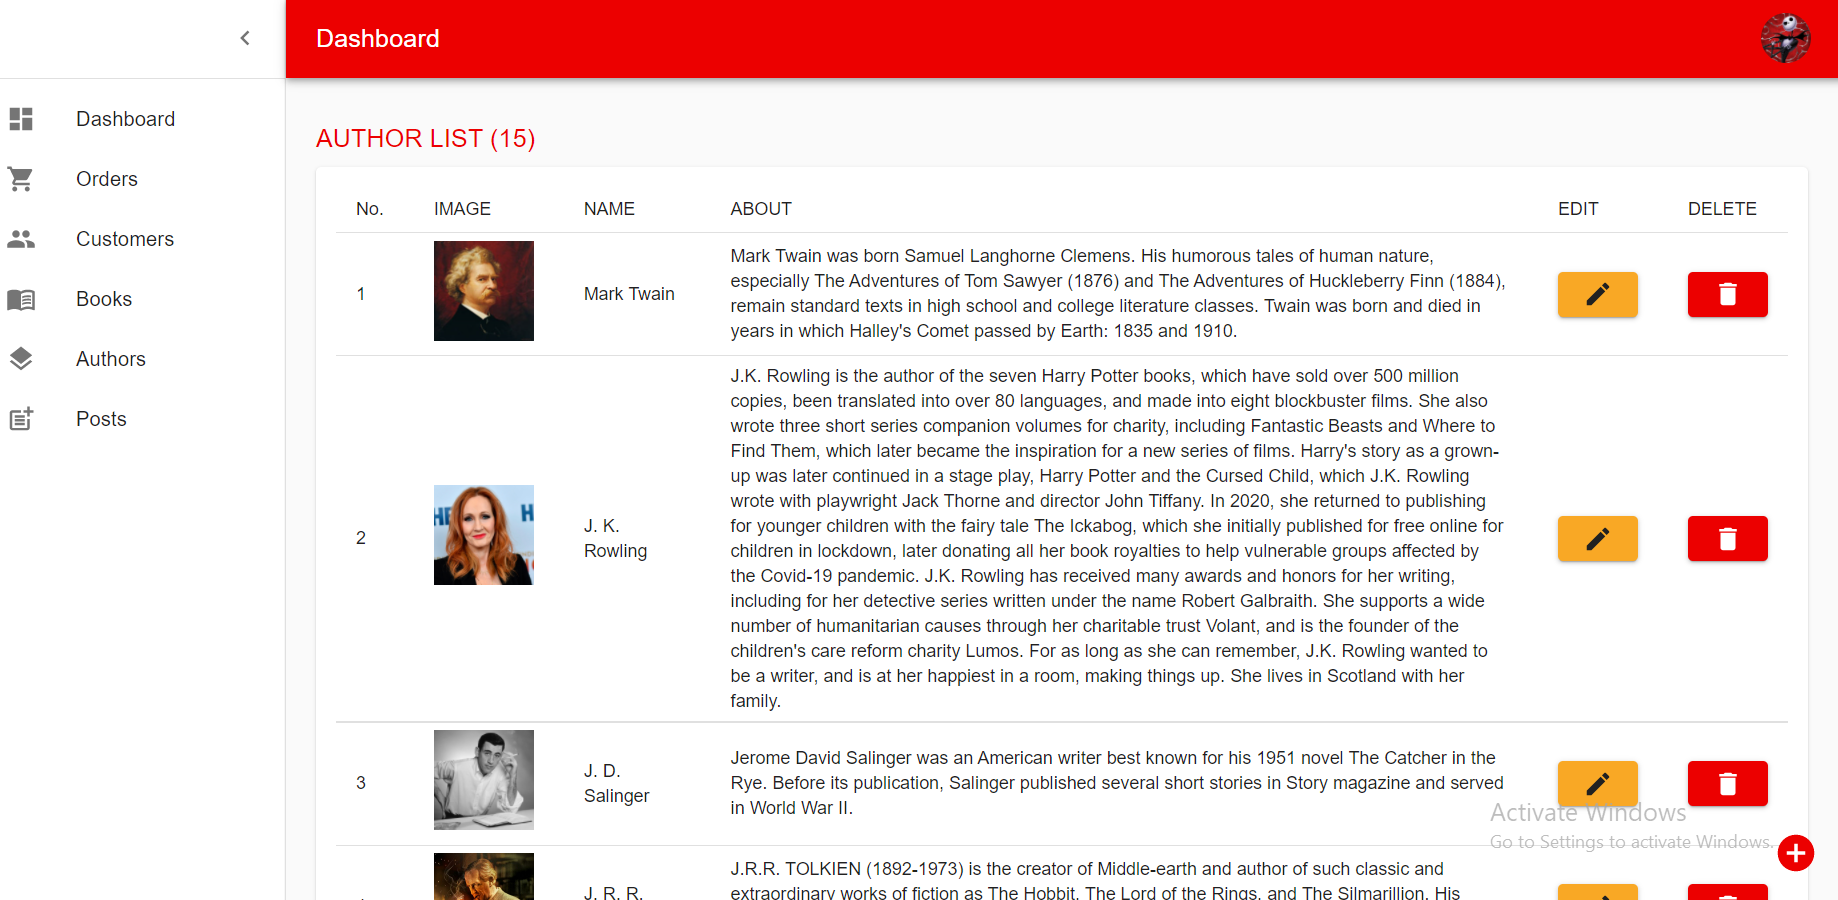 Dashboard
Dashboard
Orders
Customers
Books
Authors
Posts
AUTHOR LIST (15)
No. IMAGE NAME ABOUT EDIT DELETE
1
Mark Twain
Mark Twain was born Samuel Langhorne Clemens. His humorous tales of human nature,
especially The Adventures of Tom Sawyer (1876) and The Adventures of Huckleberry Finn (1884),
remain standard texts in high school and college literature classes. Twain was born and died in
years in which Halley's Comet passed by Earth: 1835 and 1910.
2
J. K.
Rowling
J.K. Rowling is the author of the seven Harry Potter books, which have sold over 500 million
copies, been translated into over 80 languages, and made into eight blockbuster films. She also
wrote three short series companion volumes for charity, including Fantastic Beasts and Where to
Find Them, which later became the inspiration for a new series of films. Harry's story as a grown-
up was later continued in a stage play, Harry Potter and the Cursed Child, which J.K. Rowling
wrote with playwright Jack Thorne and director John Tiffany. In 2020, she returned to publishing
for younger children with the fairy tale The Ickabog, which she initially published for free online for
children in lockdown, later donating all her book royalties to help vulnerable groups affected by
the Covid-19 pandemic. J.K. Rowling has received many awards and honors for her writing,
including for her detective series written under the name Robert Galbraith. She supports a wide
number of humanitarian causes through her charitable trust Volant, and is the founder of the
children's care reform charity Lumos. For as long as she can remember, J.K. Rowling wanted to
be a writer, and is at her happiest in a room, making things up. She lives in Scotland with her
family.
3
J. D.
Salinger
Jerome David Salinger was an American writer best known for his 1951 novel The Catcher in the
Rye. Before its publication, Salinger published several short stories in Story magazine and served
in World War II.
Activate Windows
Go to Settings to activate Windows.
J. R. R.
J.R.R. TOLKIEN (1892-1973) is the creator of Middle-earth and author of such classic and
extraordinary works of fiction as The Hobbit, The Lord of the Rings, and The Silmarillion. His